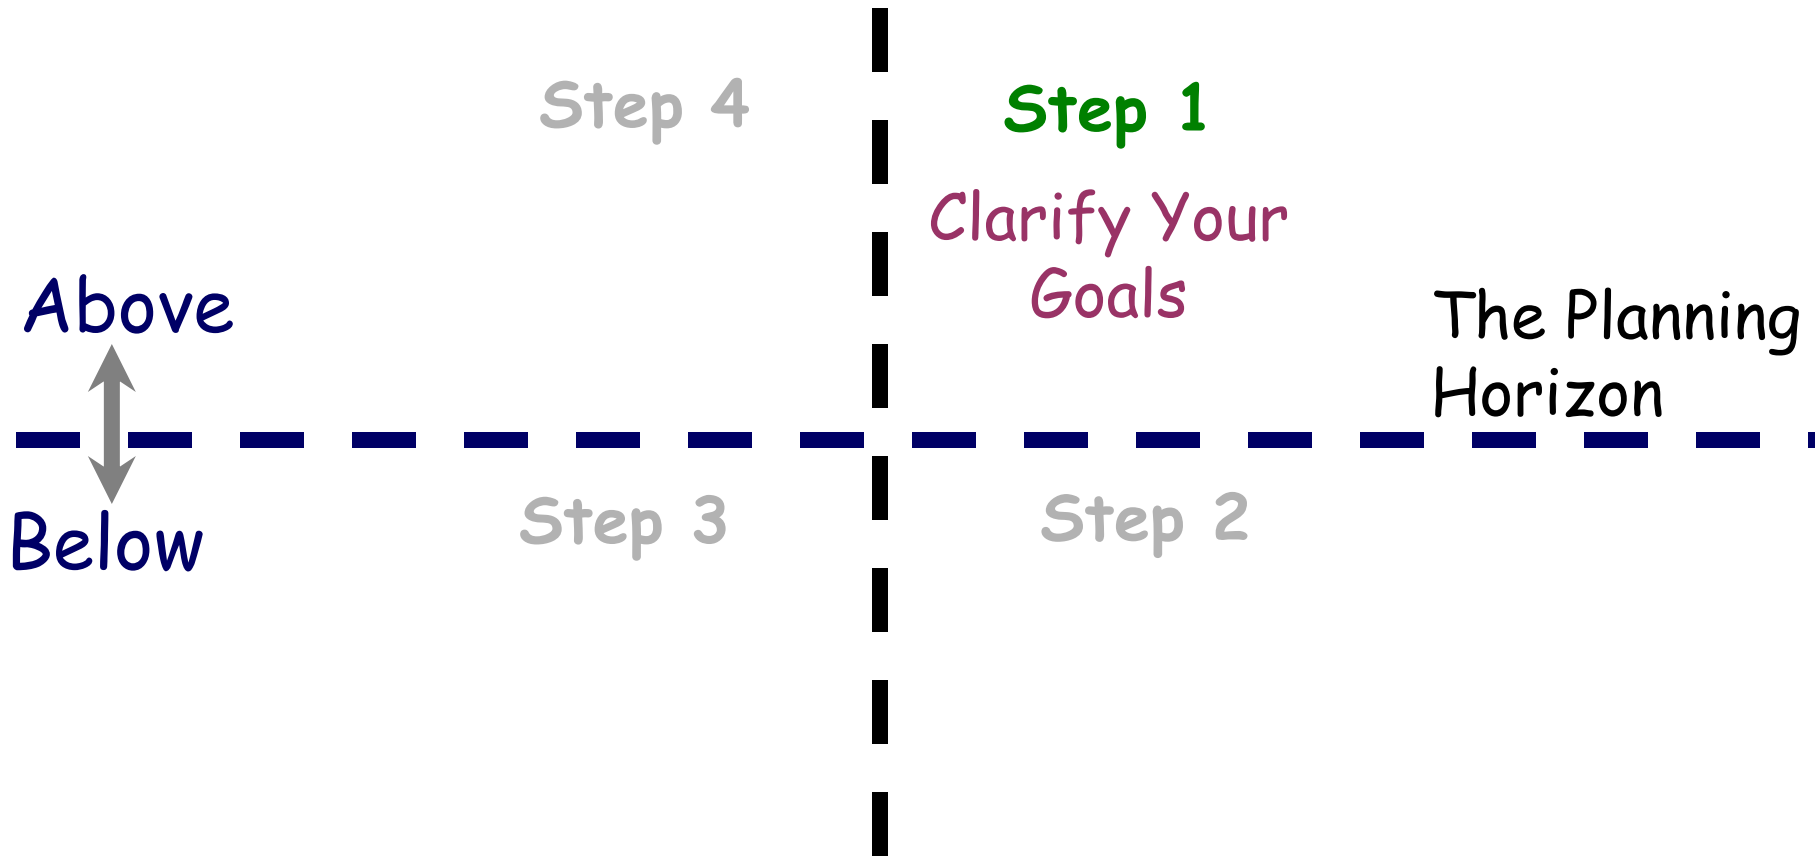 Step 4
Step 1
Clarify Your
Goals
Above
The Planning
Horizon
Below
Step 3
Step 2